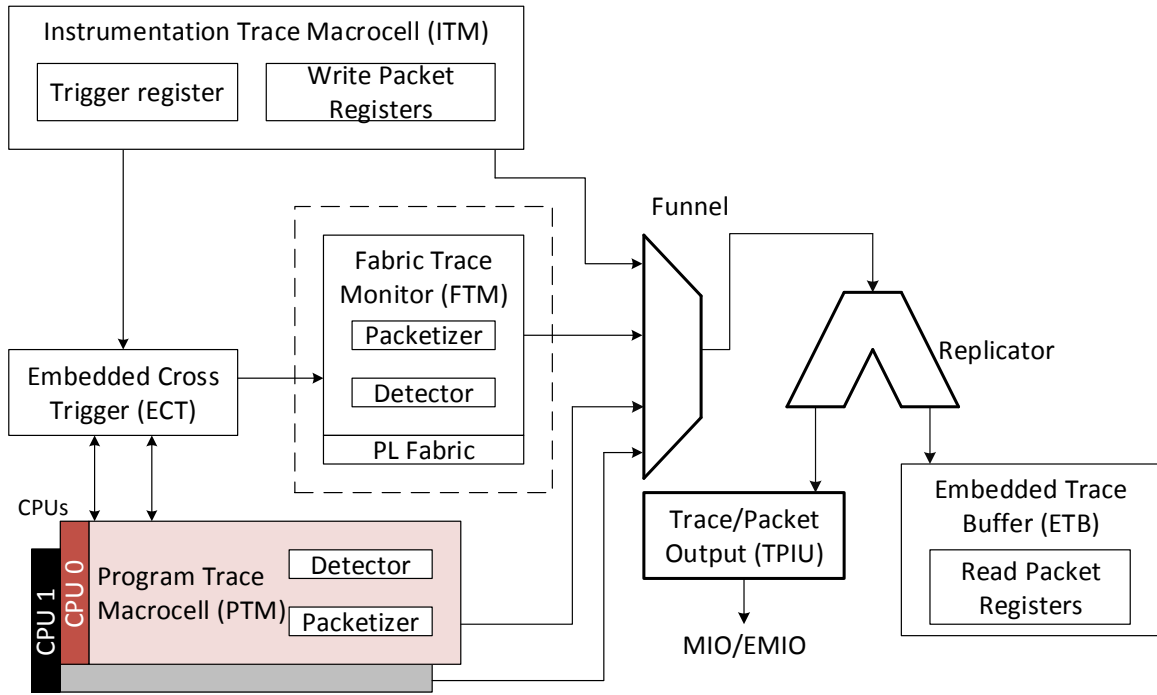 Instrumentation Trace Macrocell (ITM)
Trigger register
Write Packet
Registers
Funnel
Fabric Trace
Monitor (FTM)
Packetizer
Detector
PL Fabric
Replicator
Embedded Cross
Trigger (ECT)
CPUs
CPU 1
CPU 0
Program Trace
Macrocell (PTM)
Detector
Packetizer
Trace/Packet
Output (TPIU)
MIO/EMIO
Embedded Trace
Buffer (ETB)
Read Packet
Registers